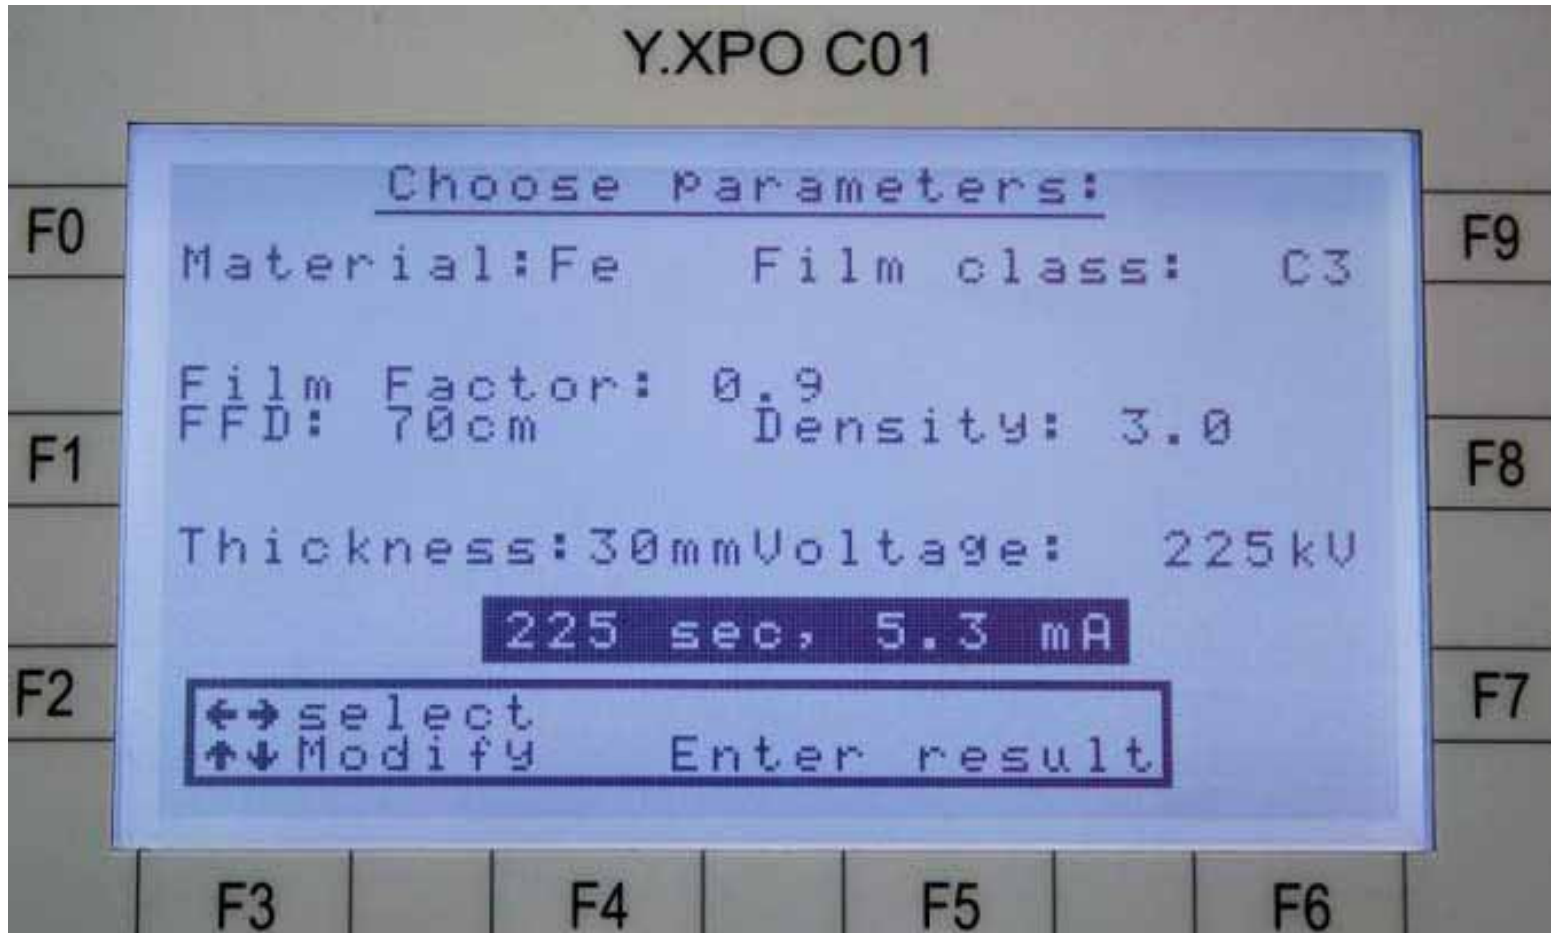 Y.XPO C01
Choose parameters:
F0
Material:Fe Film class: C3
F9
Film Factor: 0.9
FFD: 70cm Density: 3.0
F1
F8
Thickness:30mmVoltage: 225kV
225 sec, 5.3 mA
F2
←→select
↑↓Modify Enter result
F7
F3 F4 F5 F6